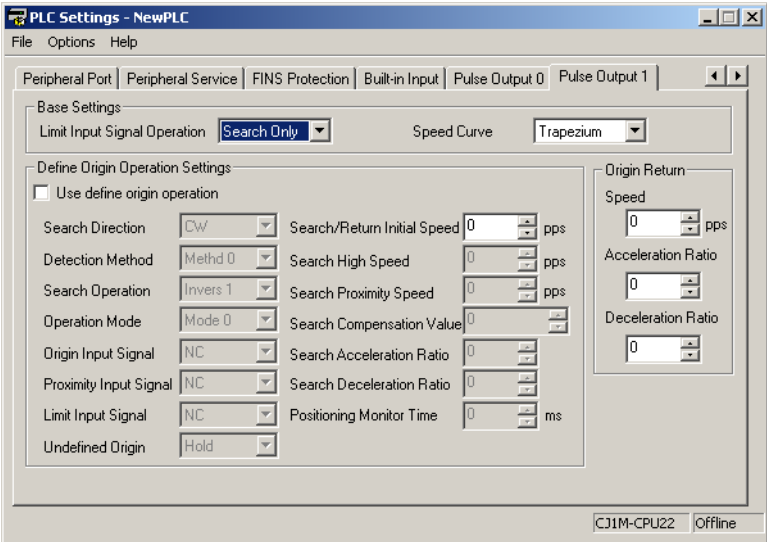 PLC Settings - NewPLC
File Options Help
Peripheral Port Peripheral Service FINS Protection Built-in Input Pulse Output 0 Pulse Output 1
Base Settings
Limit Input Signal Operation Search Only Speed Curve Trapezium
Define Origin Operation Settings
Use define origin operation
Search Direction CW Search/Return Initial Speed 0 pps
Detection Method Methd 0 Search High Speed 0 pps
Search Operation Invers 1 Search Proximity Speed 0 pps
Operation Mode Mode 0 Search Compensation Value 0
Origin Input Signal NC Search Acceleration Ratio 0
Proximity Input Signal NC Search Deceleration Ratio 0
Limit Input Signal NC Positioning Monitor Time 0 ms
Undefined Origin Hold
Origin Return
Speed
0 pps
Acceleration Ratio
0
Deceleration Ratio
0
CJ1M-CPU22 Offline